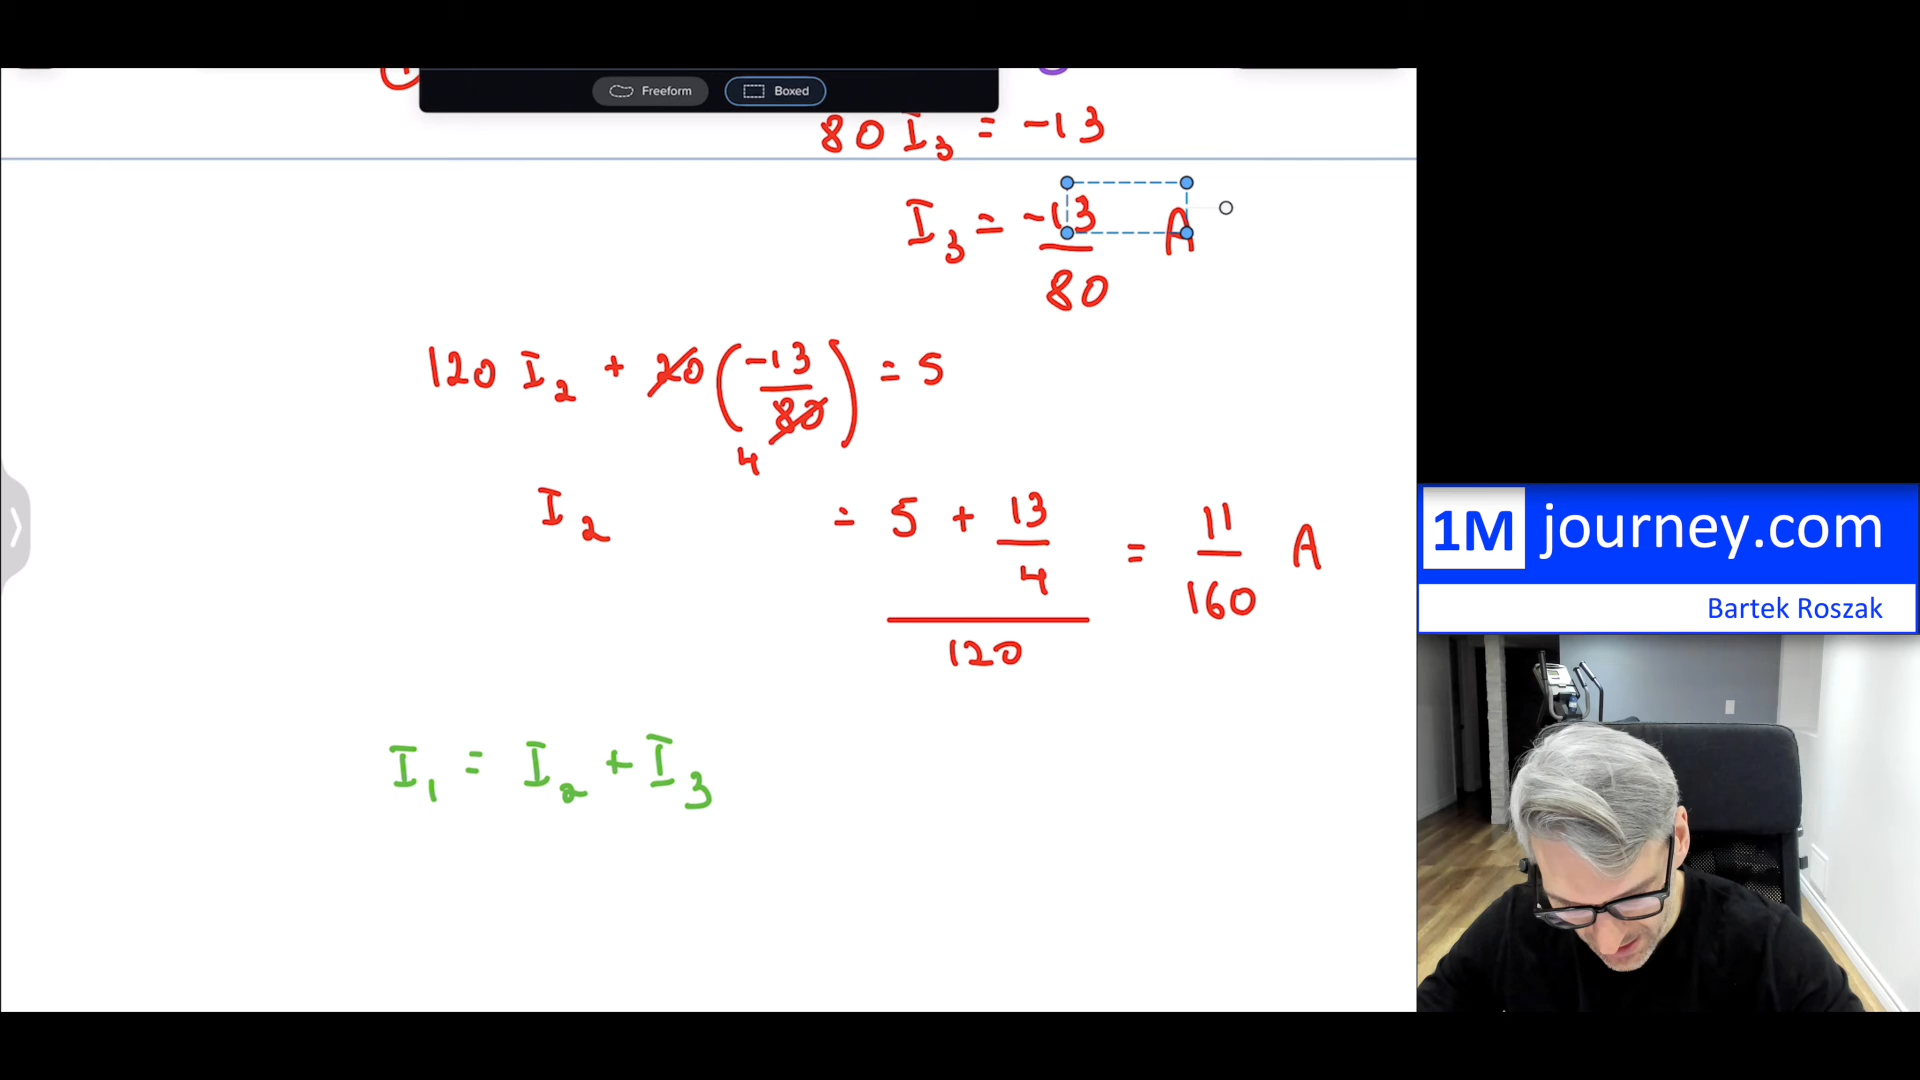 Freeform Boxed
80 I₃ = -13
I₃ = -13/80 A
120 I₂ + 20 (-13/80) = 5
4
I₂ = (5 + 13/4)/120 = 11/160 A
I₁ = I₂ + I₃
1M journey.com
Bartek Roszak